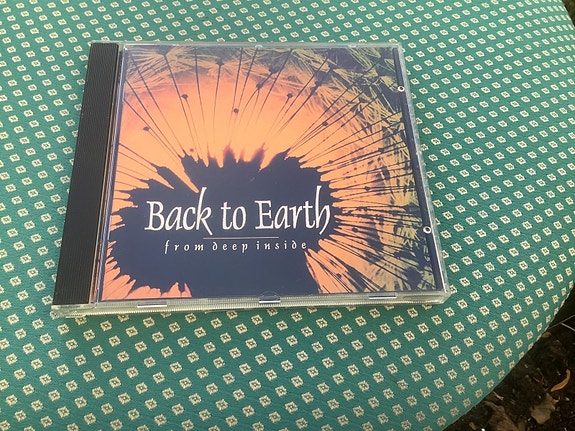 Back to Earth
from deep inside